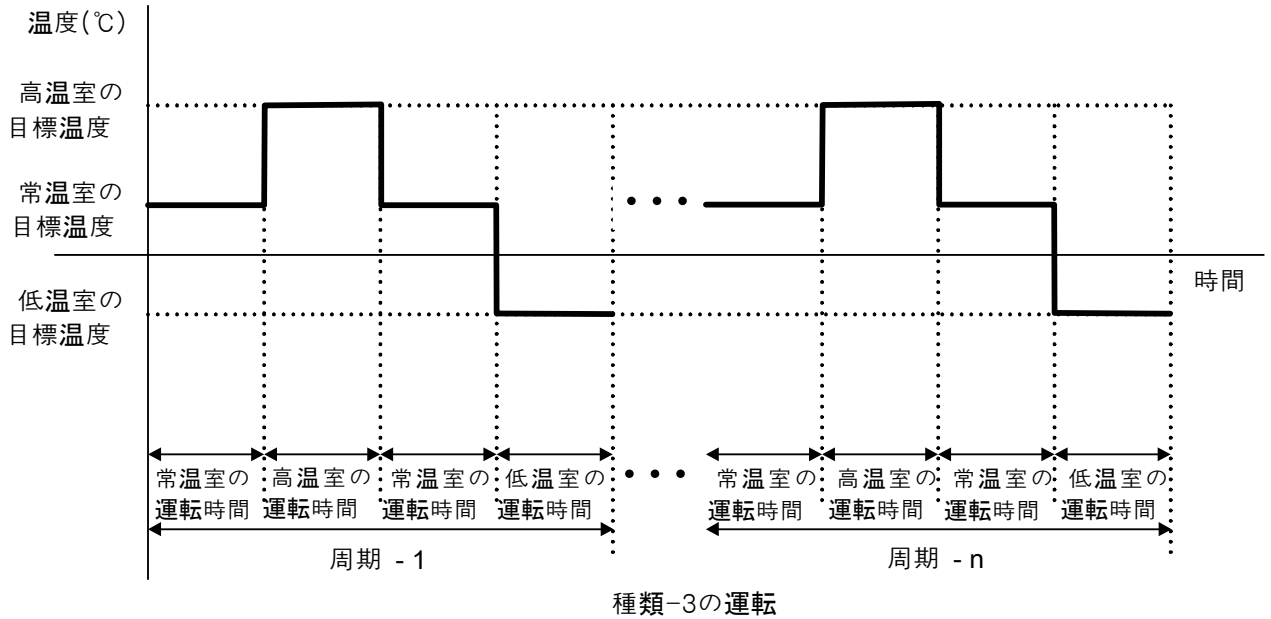 温度(℃)
高温室の
目標温度
常温室の
目標温度
低温室の
目標温度
時間
常温室の
運転時間
高温室の
運転時間
常温室の
運転時間
低温室の
運転時間
常温室の
運転時間
高温室の
運転時間
常温室の
運転時間
低温室の
運転時間
周期 - 1
周期 - n
種類-3の運転